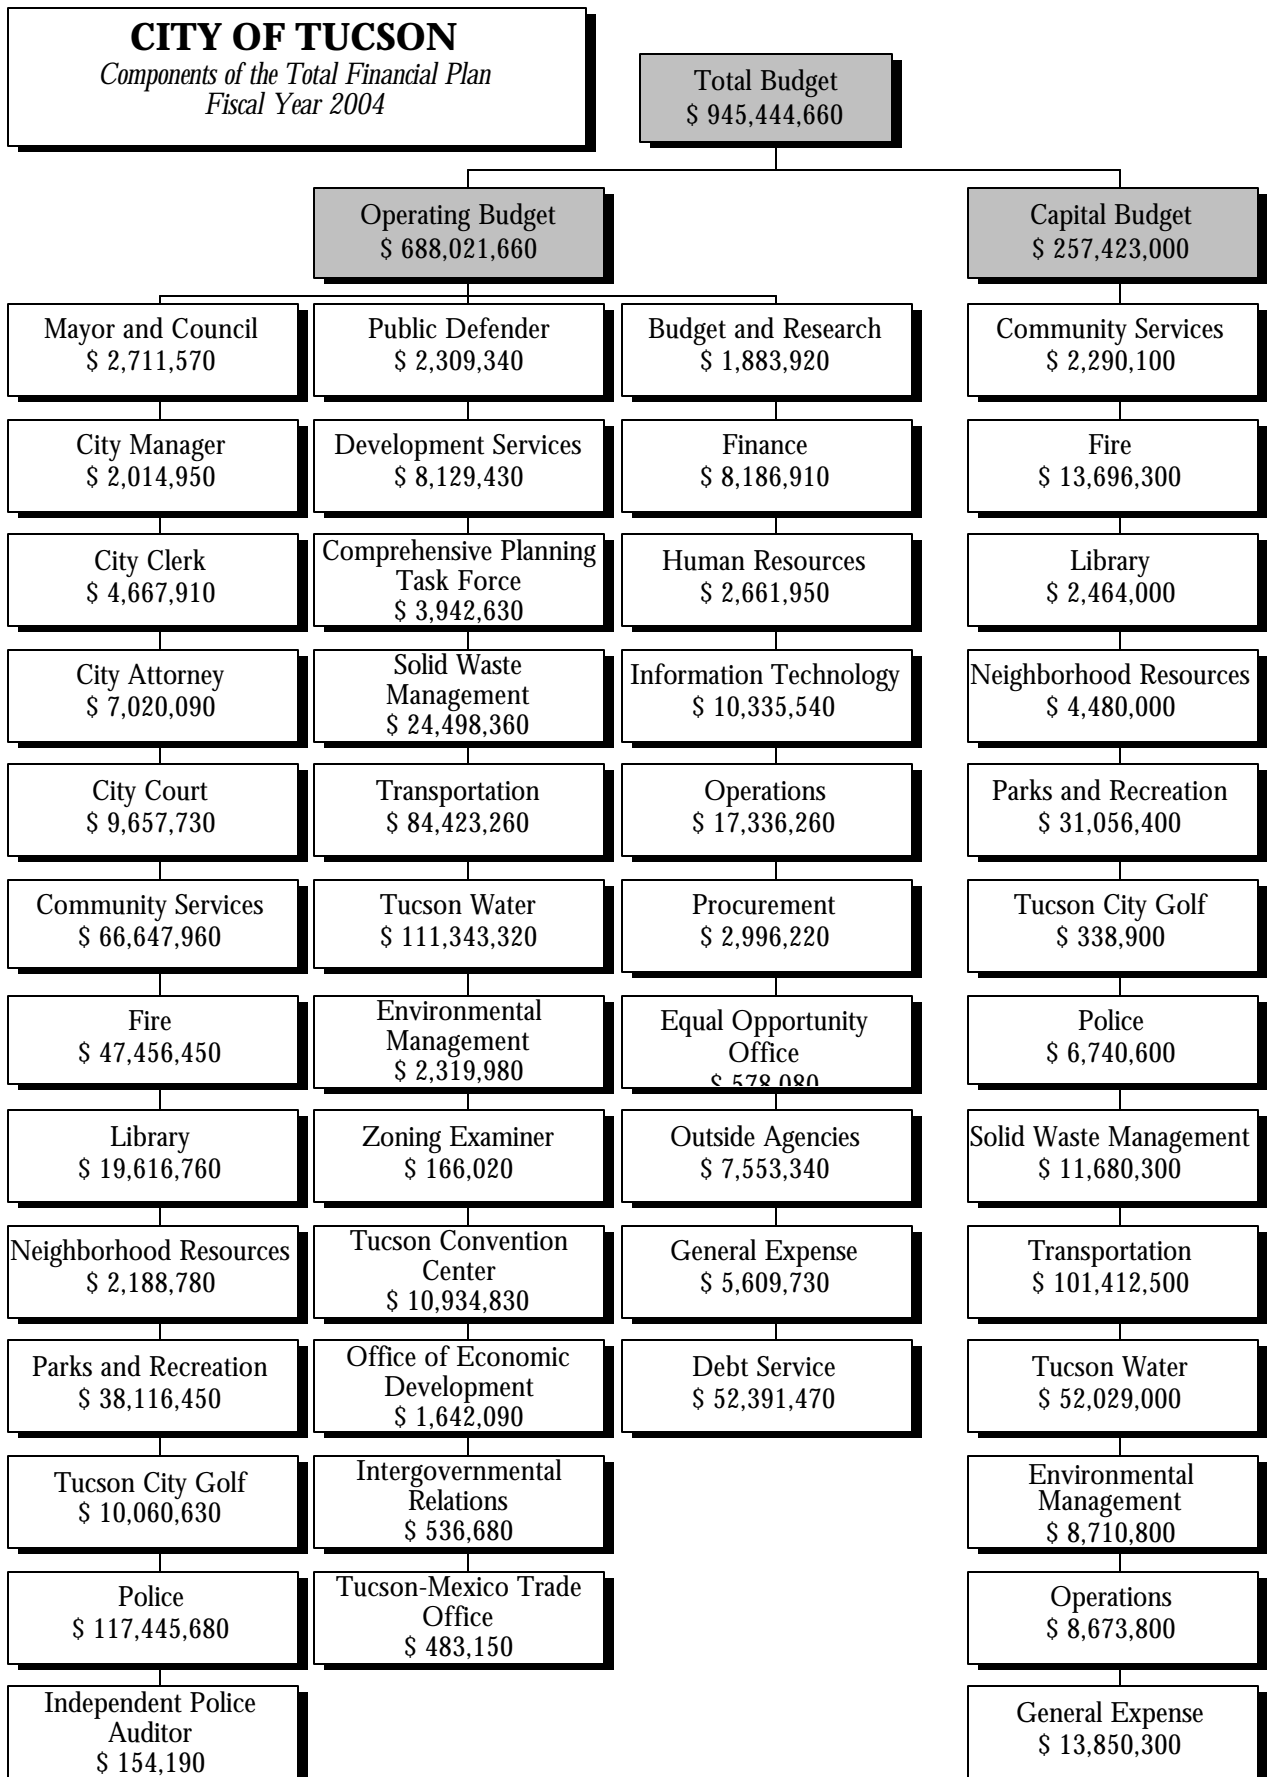 CITY OF TUCSON
Components of the Total Financial Plan
Fiscal Year 2004
Total Budget
$ 945,444,660
Operating Budget
$ 688,021,660
Capital Budget
$ 257,423,000
Mayor and Council
$ 2,711,570
City Manager
$ 2,014,950
City Clerk
$ 4,667,910
City Attorney
$ 7,020,090
City Court
$ 9,657,730
Community Services
$ 66,647,960
Fire
$ 47,456,450
Library
$ 19,616,760
Neighborhood Resources
$ 2,188,780
Parks and Recreation
$ 38,116,450
Tucson City Golf
$ 10,060,630
Police
$ 117,445,680
Independent Police
Auditor
$ 154,190
Public Defender
$ 2,309,340
Development Services
$ 8,129,430
Comprehensive Planning
Task Force
$ 3,942,630
Solid Waste
Management
$ 24,498,360
Transportation
$ 84,423,260
Tucson Water
$ 111,343,320
Environmental
Management
$ 2,319,980
Zoning Examiner
$ 166,020
Tucson Convention
Center
$ 10,934,830
Office of Economic
Development
$ 1,642,090
Intergovernmental
Relations
$ 536,680
Tucson-Mexico Trade
Office
$ 483,150
Budget and Research
$ 1,883,920
Finance
$ 8,186,910
Human Resources
$ 2,661,950
Information Technology
$ 10,335,540
Operations
$ 17,336,260
Procurement
$ 2,996,220
Equal Opportunity
Office
$ 578,080
Outside Agencies
$ 7,553,340
General Expense
$ 5,609,730
Debt Service
$ 52,391,470
Community Services
$ 2,290,100
Fire
$ 13,696,300
Library
$ 2,464,000
Neighborhood Resources
$ 4,480,000
Parks and Recreation
$ 31,056,400
Tucson City Golf
$ 338,900
Police
$ 6,740,600
Solid Waste Management
$ 11,680,300
Transportation
$ 101,412,500
Tucson Water
$ 52,029,000
Environmental
Management
$ 8,710,800
Operations
$ 8,673,800
General Expense
$ 13,850,300